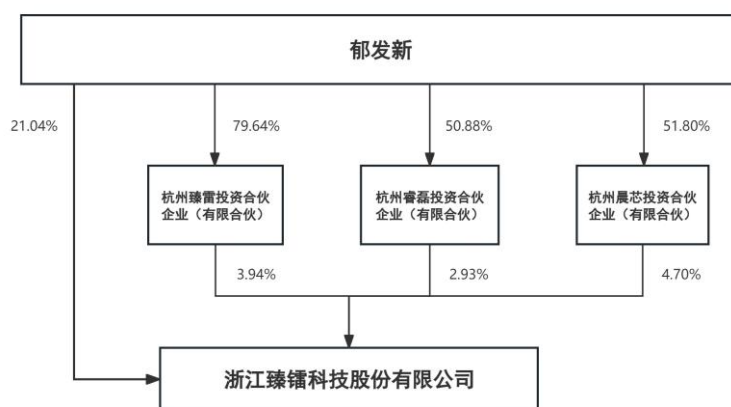 郁发新
21.04%
79.64%
50.88%
51.80%
杭州臻雷投资合伙
企业（有限合伙）
杭州睿磊投资合伙
企业（有限合伙）
杭州晨芯投资合伙
企业（有限合伙）
3.94%
2.93%
4.70%
浙江臻镭科技股份有限公司